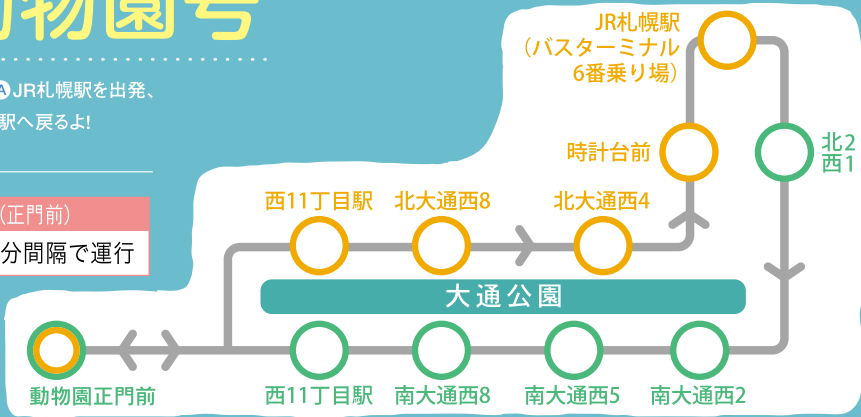 動物園号
A JR札幌駅を出発、
駅へ戻るよ!
(正門前)
分間隔で運行
JR札幌駅
(バスターミナル
6番乗り場)
時計台前
北2
西1
西11丁目駅
北大通西8
北大通西4
大通公園
動物園正門前
西11丁目駅
南大通西8
南大通西5
南大通西2